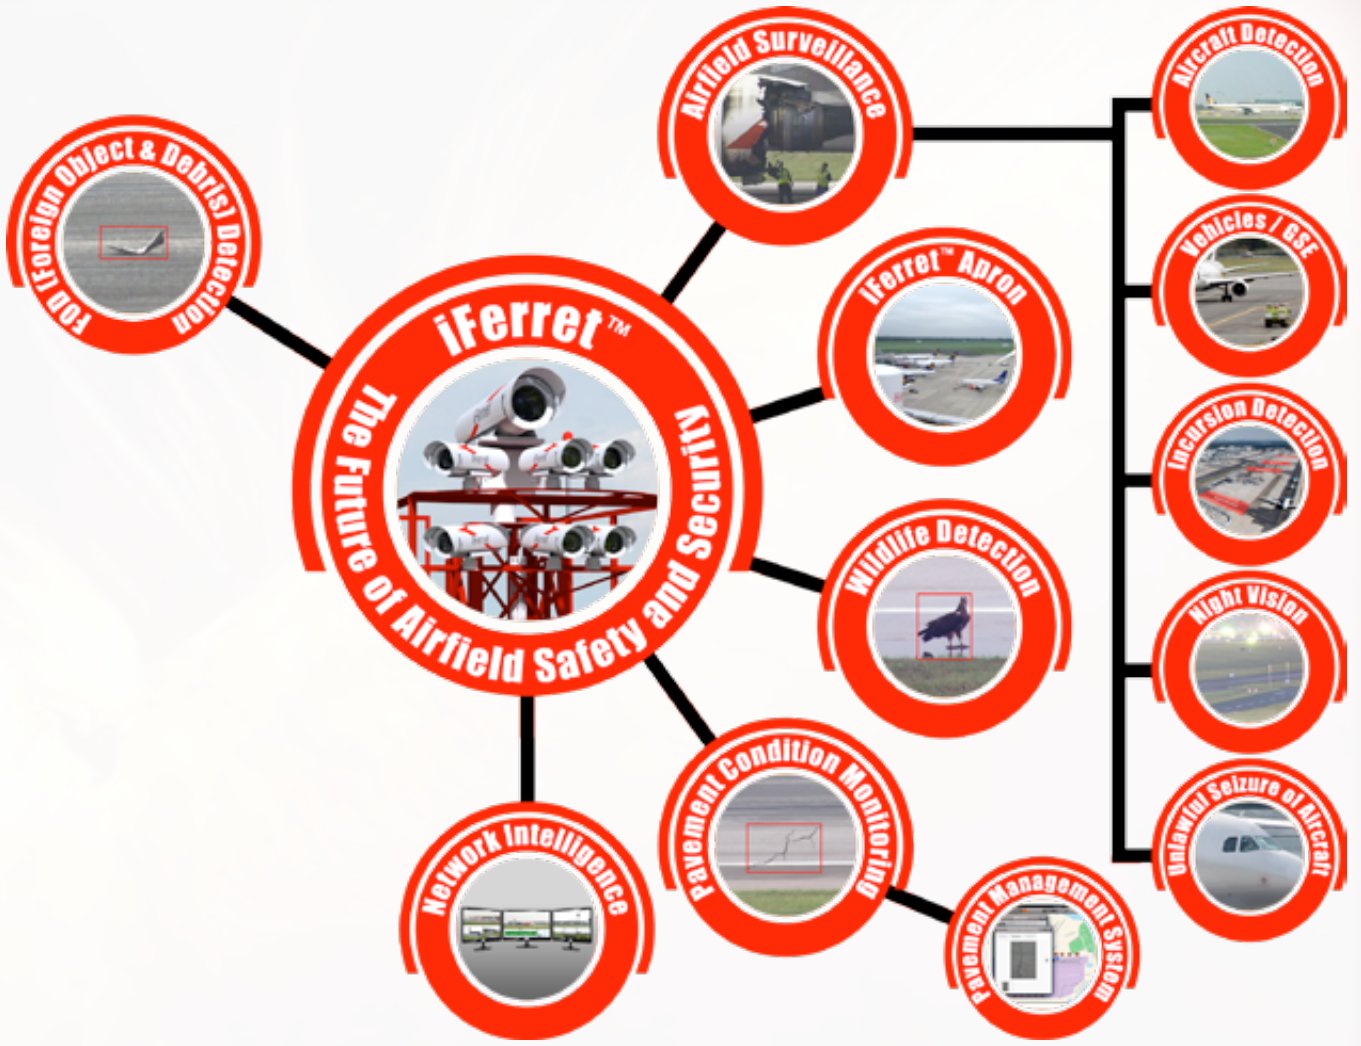 Airfield Surveillance
Aircraft Detection
FOD (Foreign Object & Debris) Detection
Vehicles / GSE
iFerret™ Apron
iFerret™
The Future of Airfield Safety and Security
Incursion Detection
Wildlife Detection
Night Vision
Pavement Condition Monitoring
Unlawful Seizure of Aircraft
Network Intelligence
Pavement Management System